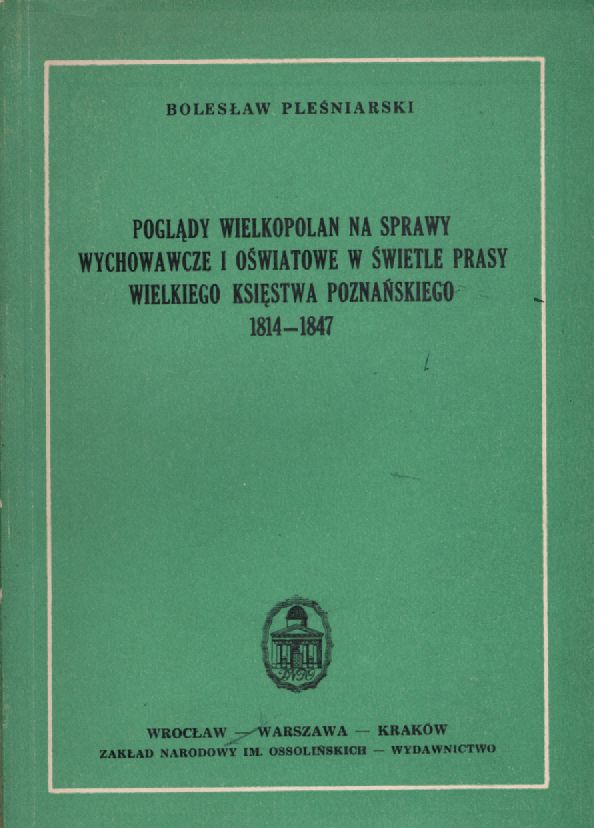 BOLESŁAW PLEŚNIARSKI
POGLĄDY WIELKOPOLAN NA SPRAWY
WYCHOWAWCZE I OŚWIATOWE W ŚWIETLE PRASY
WIELKIEGO KSIĘSTWA POZNAŃSKIEGO
1814—1847
WROCŁAW — WARSZAWA — KRAKÓW
ZAKŁAD NARODOWY IM. OSSOLIŃSKICH — WYDAWNICTWO